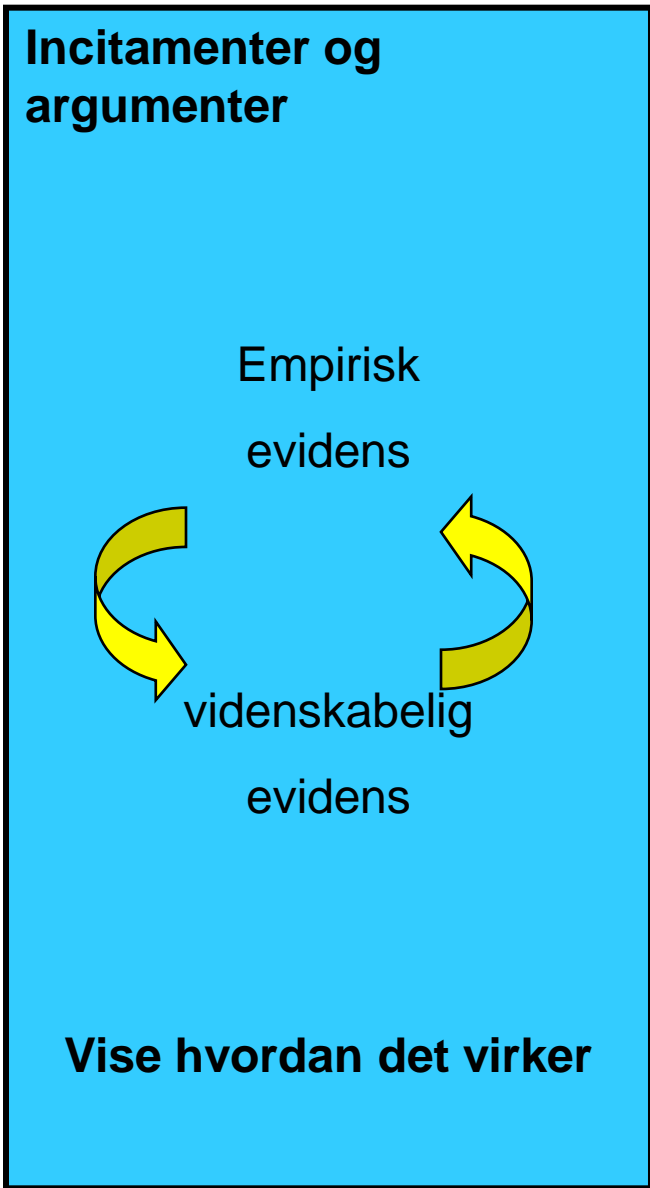 Incitamenter og
argumenter
Empirisk
evidens
videnskabelig
evidens
Vise hvordan det virker